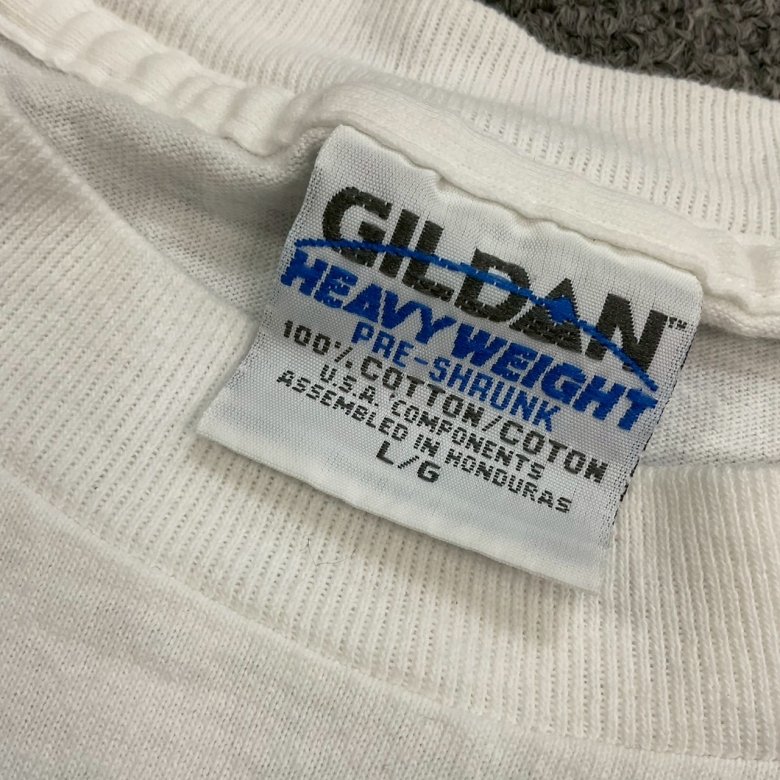 GILDAN™
HEAVYWEIGHT
PRE-SHRUNK
100% COTTON/COTON
U.S.A. COMPONENTS
ASSEMBLED IN HONDURAS
L/G